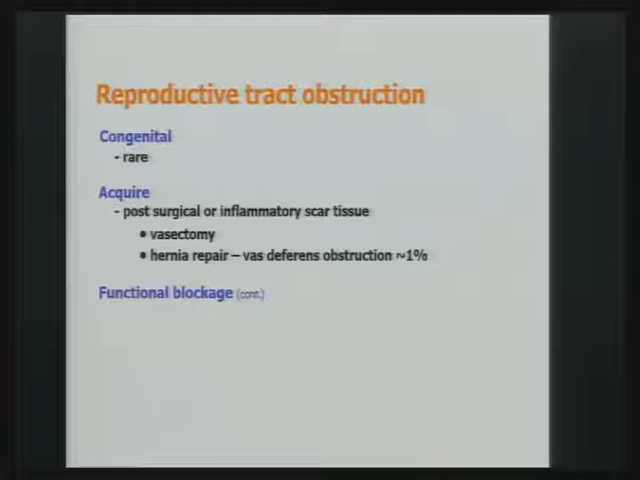 Reproductive tract obstruction
Congenital
- rare
Acquire
- post surgical or inflammatory scar tissue
• vasectomy
• hernia repair – vas deferens obstruction ~1%
Functional blockage (cont.)